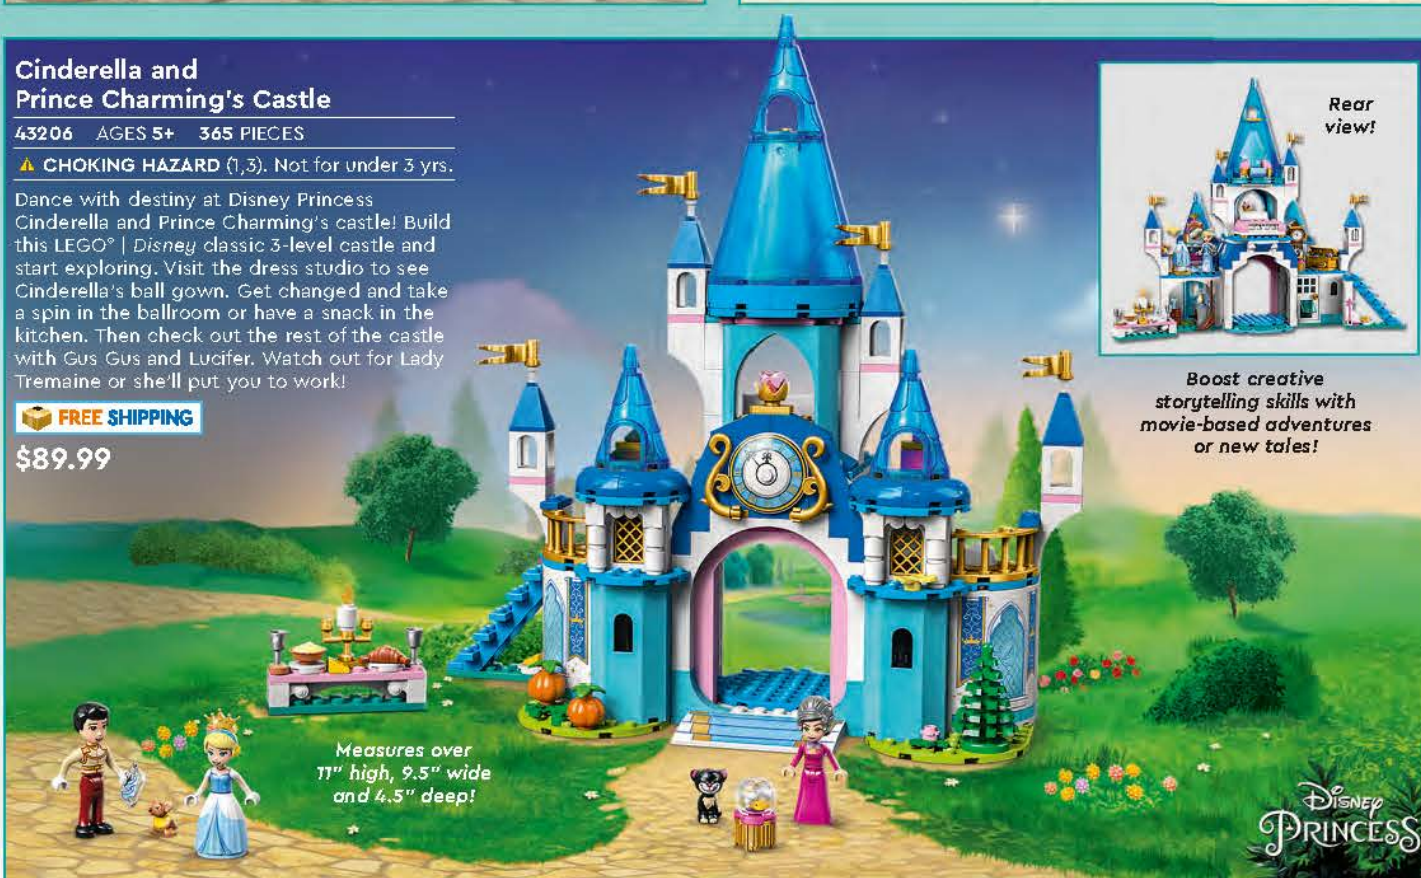 Cinderella and
Prince Charming's Castle
43206 AGES 5+ 365 PIECES
⚠ CHOKING HAZARD (1,3). Not for under 3 yrs.
Dance with destiny at Disney Princess
Cinderella and Prince Charming's castle! Build
this LEGO® | Disney classic 3-level castle and
start exploring. Visit the dress studio to see
Cinderella's ball gown. Get changed and take
a spin in the ballroom or have a snack in the
kitchen. Then check out the rest of the castle
with Gus Gus and Lucifer. Watch out for Lady
Tremaine or she'll put you to work!
FREE SHIPPING
$89.99
Rear
view!
Boost creative
storytelling skills with
movie-based adventures
or new tales!
Measures over
11" high, 9.5" wide
and 4.5" deep!
Disney
PRINCESS